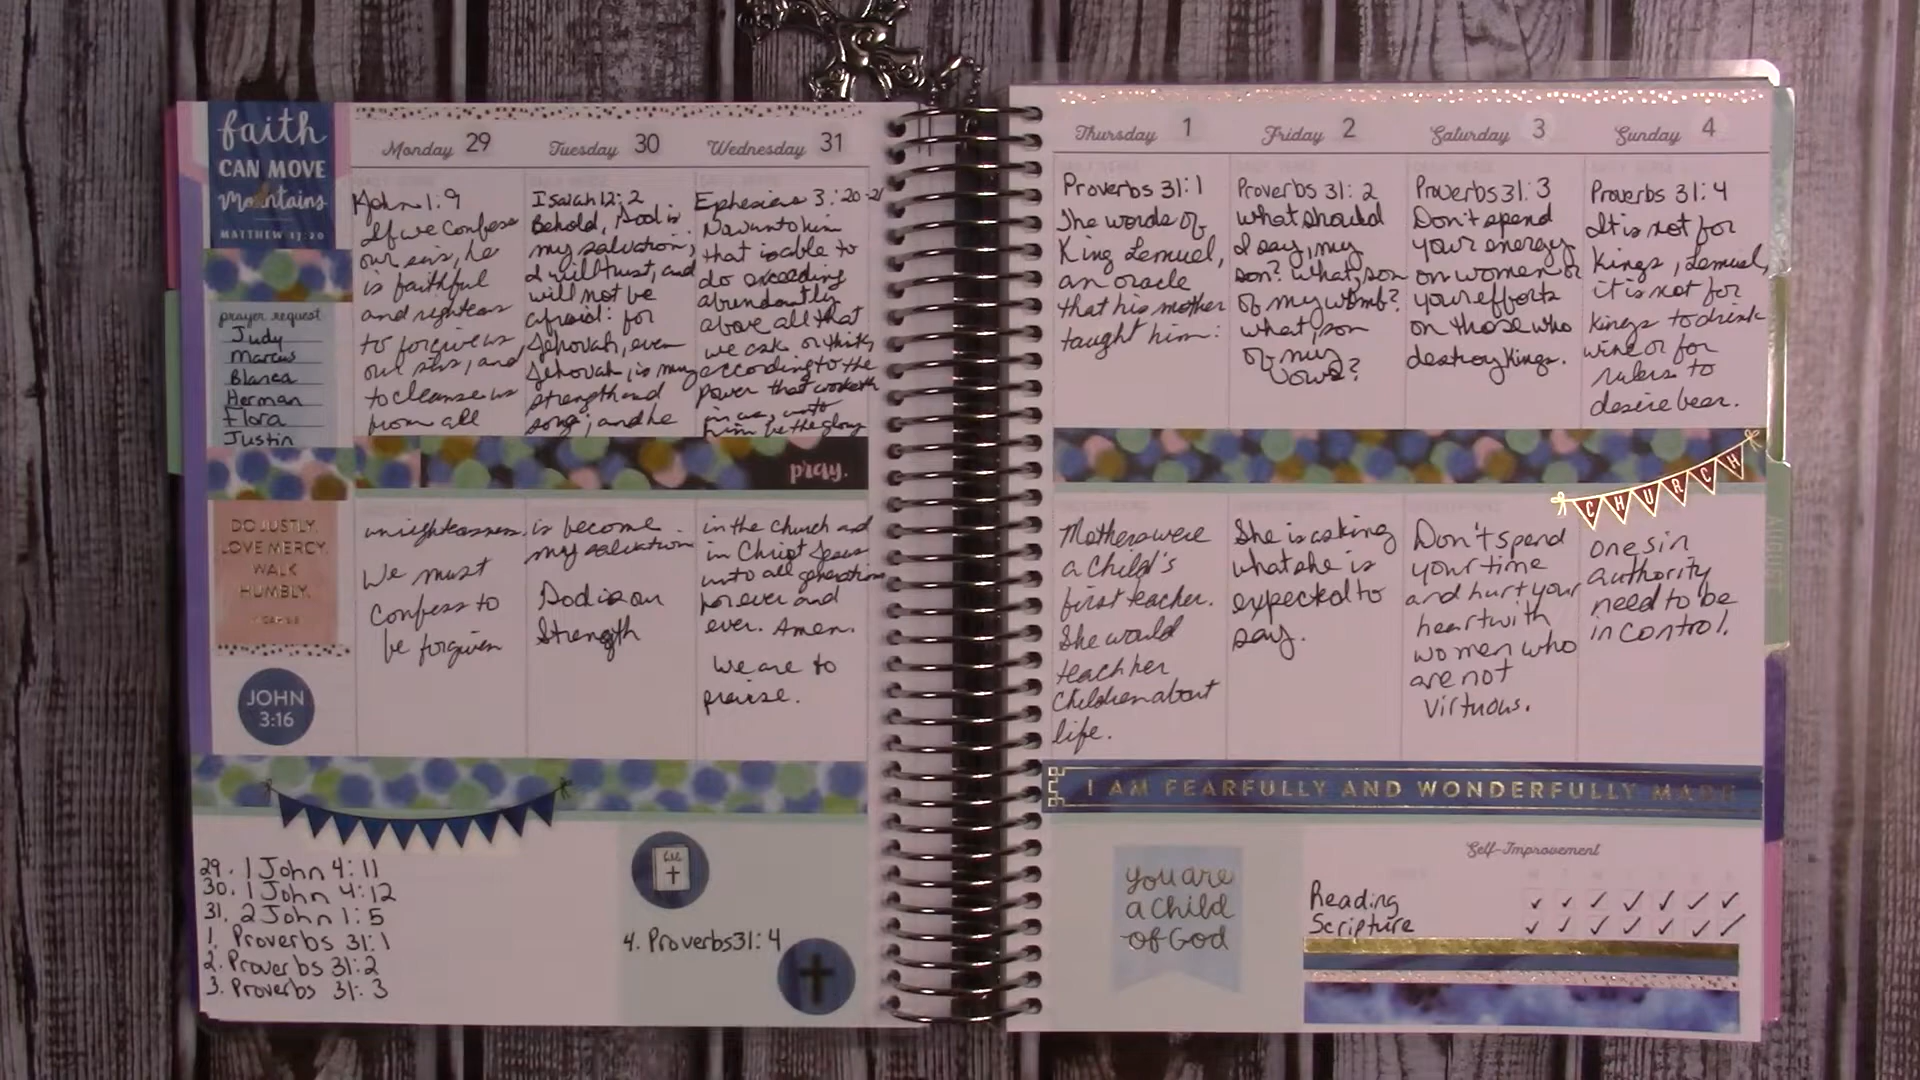 faith
CAN MOVE
Mountains
MATTHEW 17:20
prayer request
Judy
Marcus
Blanca
Herman
Flora
Justin
DO JUSTLY.
LOVE MERCY.
WALK
HUMBLY.
JOHN
3:16
Monday 29
John 1:9
If we confess
our sins, he
is faithful
and righteous
to forgive us
our sins, and
to cleanse us
from all
unrighteousness.
We must
confess to
be forgiven
Tuesday 30
Isaiah 12:2
Behold, God is
my salvation;
I will trust, and
will not be
afraid: for
Jehovah, even
Jehovah, is my
strength and
song; and he
is become
my salvation
God is our
Strength
Wednesday 31
Ephesians 3:20-21
Now unto him
that is able to
do exceeding
abundantly
above all that
we ask or think,
according to the
power that worketh
in us, unto
him be the glory
pray.
in the church and
in Christ Jesus
unto all generations
for ever and
ever. Amen.
We are to
praise.
29. 1 John 4:11
30. 1 John 4:12
31. 2 John 1:5
1. Proverbs 31:1
2. Proverbs 31:2
3. Proverbs 31:3
4. Proverbs 31:4
Thursday 1
Proverbs 31:1
The words of
King Lemuel,
an oracle
that his mother
taught him:
Mothers were
a child's
first teacher.
She would
teach her
children about
life.
Friday 2
Proverbs 31:2
What should
I say, my
son? What, son
of my womb?
What, son
of my
vows?
She is asking
what she is
expected to
say.
Saturday 3
Proverbs 31:3
Don't spend
your energy
on women or
your efforts
on those who
destroy kings.
Don't spend
your time
and hurt your
heart with
women who
are not
virtuous.
Sunday 4
Proverbs 31:4
It is not for
Kings, Lemuel,
it is not for
kings to drink
wine or for
rulers to
desire beer.
CHURCH
ones in
authority
need to be
in control.
AUGUST
I AM FEARFULLY AND WONDERFULLY MADE
you are
a child
of God
Self-Improvement
Reading
Scripture